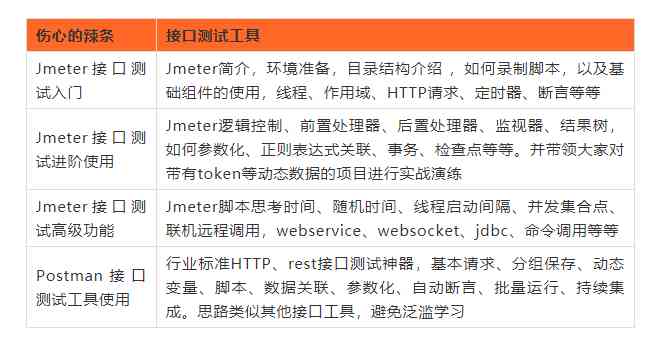 伤心的辣条
接口测试工具
Jmeter接口测
试入门
Jmeter简介，环境准备，目录结构介绍 ，如何录制脚本，以及基
础组件的使用，线程、作用域、HTTP请求、定时器、断言等等
Jmeter接口测
试进阶使用
Jmeter逻辑控制、前置处理器、后置处理器、监视器、结果树，
如何参数化、正则表达式关联、事务、检查点等等。并带领大家对
带有token等动态数据的项目进行实战演练
Jmeter接口测
试高级功能
Jmeter脚本思考时间、随机时间、线程启动间隔、并发集合点、
联机远程调用，webservice、websocket、jdbc、命令调用等等
Postman 接 口
测试工具使用
行业标准HTTP、rest接口测试神器，基本请求、分组保存、动态
变量、脚本、数据关联、参数化、自动断言、批量运行、持续集
成。思路类似其他接口工具，避免泛滥学习